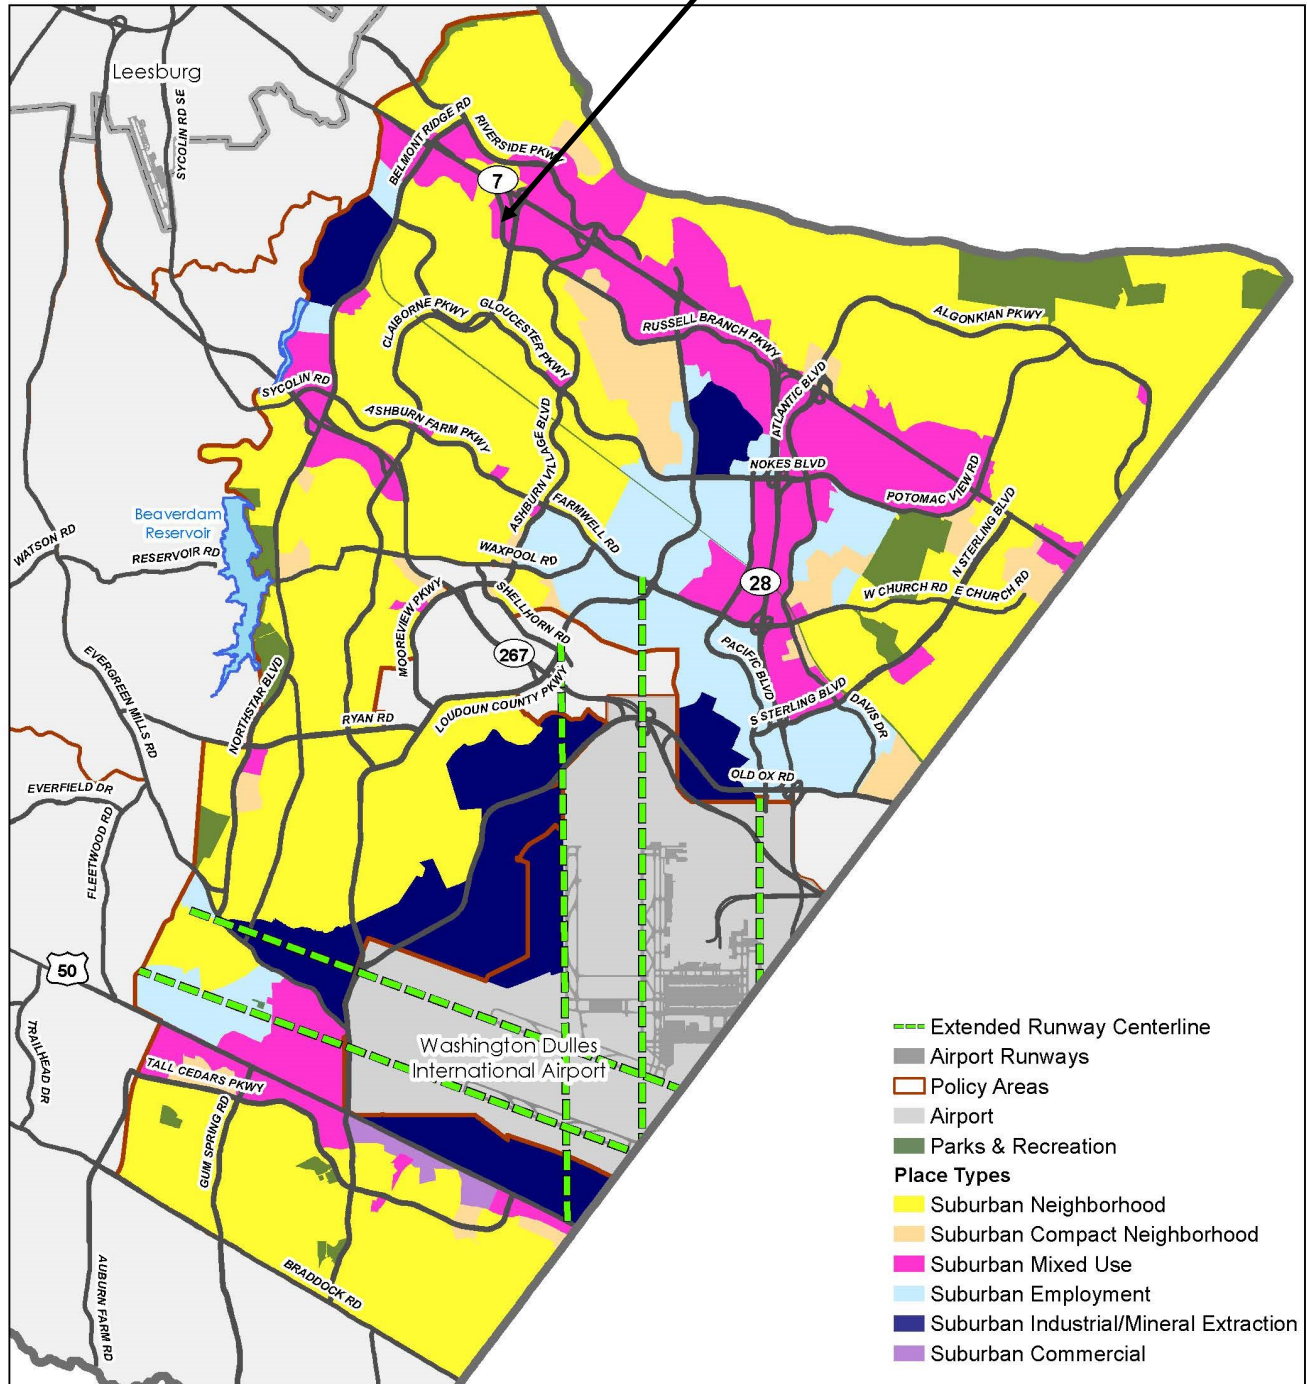 Leesburg
SYCOLIN RD SE
BELMONT RIDGE RD
RIVERSIDE PKWY
7
CLAIBORNE PKWY
GLOUCESTER PKWY
RUSSELL BRANCH PKWY
ALGONKIAN PKWY
ATLANTIC BLVD
SYCOLIN RD
ASHBURN FARM PKWY
ASHBURN VILLAGE BLVD
NOKES BLVD
POTOMAC VIEW RD
N STERLING BLVD
Beaverdam
Reservoir
WATSON RD
RESERVOIR RD
FARMWELL RD
WAXPOOL RD
28
W CHURCH RD
E CHURCH RD
SHELLHORN RD
MOOREVIEW PKWY
267
PACIFIC BLVD
EVERGREEN MILLS RD
NORTHSTAR BLVD
RYAN RD
LOUDOUN COUNTY PKWY
S STERLING BLVD
DAVIS DR
OLD OX RD
EVERFIELD DR
FLEETWOOD RD
50
TRAILHEAD DR
Washington Dulles
International Airport
TALL CEDARS PKWY
GUM SPRING RD
AUBURN FARM RD
BRADDOCK RD
Extended Runway Centerline
Airport Runways
Policy Areas
Airport
Parks & Recreation
Place Types
Suburban Neighborhood
Suburban Compact Neighborhood
Suburban Mixed Use
Suburban Employment
Suburban Industrial/Mineral Extraction
Suburban Commercial